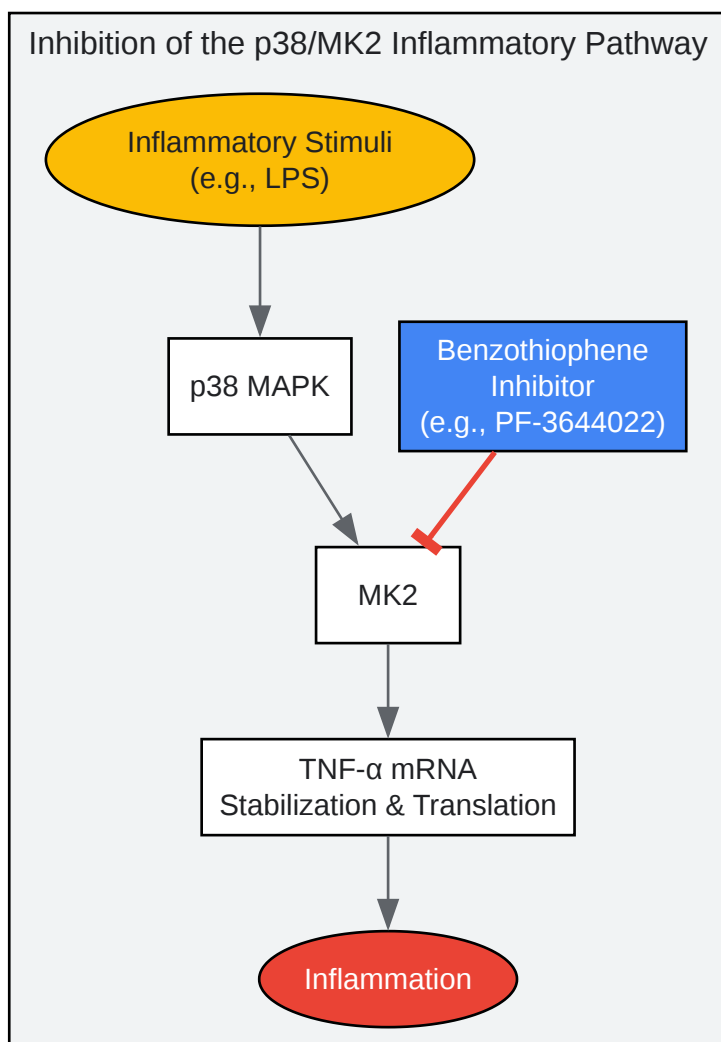 Inhibition of the p38/MK2 Inflammatory Pathway
Inflammatory Stimuli
(e.g., LPS)
p38 MAPK
Benzothiophene
Inhibitor
(e.g., PF-3644022)
MK2
TNF-α mRNA
Stabilization & Translation
Inflammation